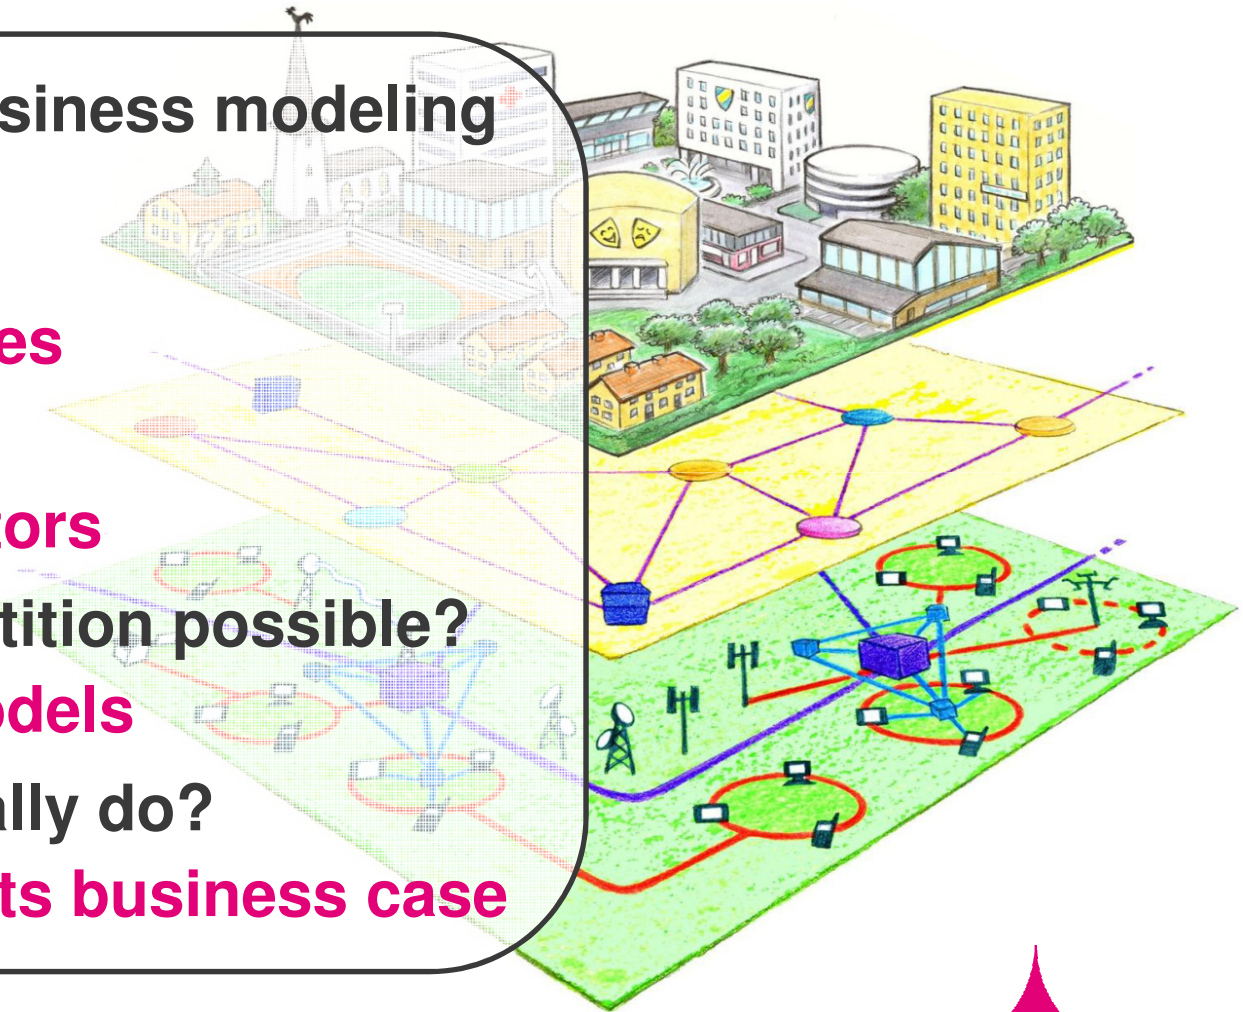 siness modeling
es
tors
tition possible?
odels
ally do?
ts business case